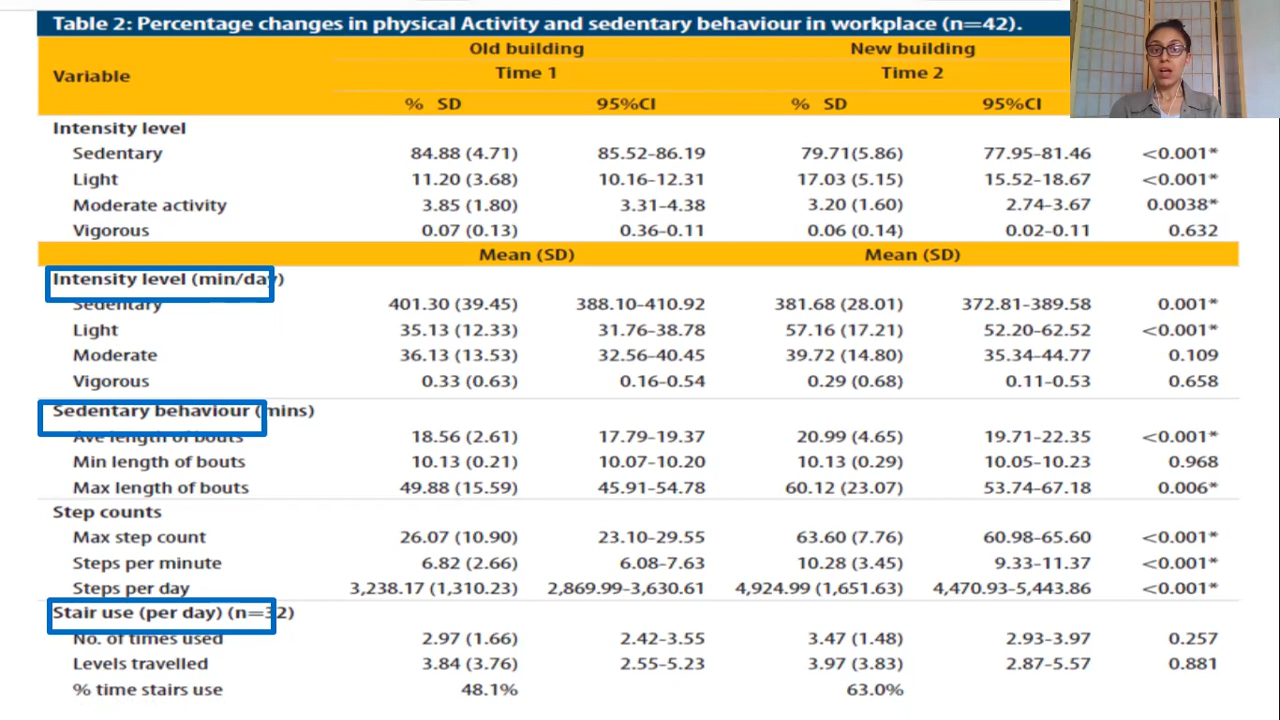 Table 2: Percentage changes in physical Activity and sedentary behaviour in workplace (n=42).
Old building New building
Variable Time 1 Time 2
% SD 95%CI % SD 95%CI
Intensity level
Sedentary 84.88 (4.71) 85.52-86.19 79.71(5.86) 77.95-81.46 <0.001*
Light 11.20 (3.68) 10.16-12.31 17.03 (5.15) 15.52-18.67 <0.001*
Moderate activity 3.85 (1.80) 3.31-4.38 3.20 (1.60) 2.74-3.67 0.0038*
Vigorous 0.07 (0.13) 0.36-0.11 0.06 (0.14) 0.02-0.11 0.632
Mean (SD) Mean (SD)
Intensity level (min/day)
Sedentary 401.30 (39.45) 388.10-410.92 381.68 (28.01) 372.81-389.58 0.001*
Light 35.13 (12.33) 31.76-38.78 57.16 (17.21) 52.20-62.52 <0.001*
Moderate 36.13 (13.53) 32.56-40.45 39.72 (14.80) 35.34-44.77 0.109
Vigorous 0.33 (0.63) 0.16-0.54 0.29 (0.68) 0.11-0.53 0.658
Sedentary behaviour (mins)
Ave length of bouts 18.56 (2.61) 17.79-19.37 20.99 (4.65) 19.71-22.35 <0.001*
Min length of bouts 10.13 (0.21) 10.07-10.20 10.13 (0.29) 10.05-10.23 0.968
Max length of bouts 49.88 (15.59) 45.91-54.78 60.12 (23.07) 53.74-67.18 0.006*
Step counts
Max step count 26.07 (10.90) 23.10-29.55 63.60 (7.76) 60.98-65.60 <0.001*
Steps per minute 6.82 (2.66) 6.08-7.63 10.28 (3.45) 9.33-11.37 <0.001*
Steps per day 3,238.17 (1,310.23) 2,869.99-3,630.61 4,924.99 (1,651.63) 4,470.93-5,443.86 <0.001*
Stair use (per day) (n=32)
No. of times used 2.97 (1.66) 2.42-3.55 3.47 (1.48) 2.93-3.97 0.257
Levels travelled 3.84 (3.76) 2.55-5.23 3.97 (3.83) 2.87-5.57 0.881
% time stairs use 48.1% 63.0%